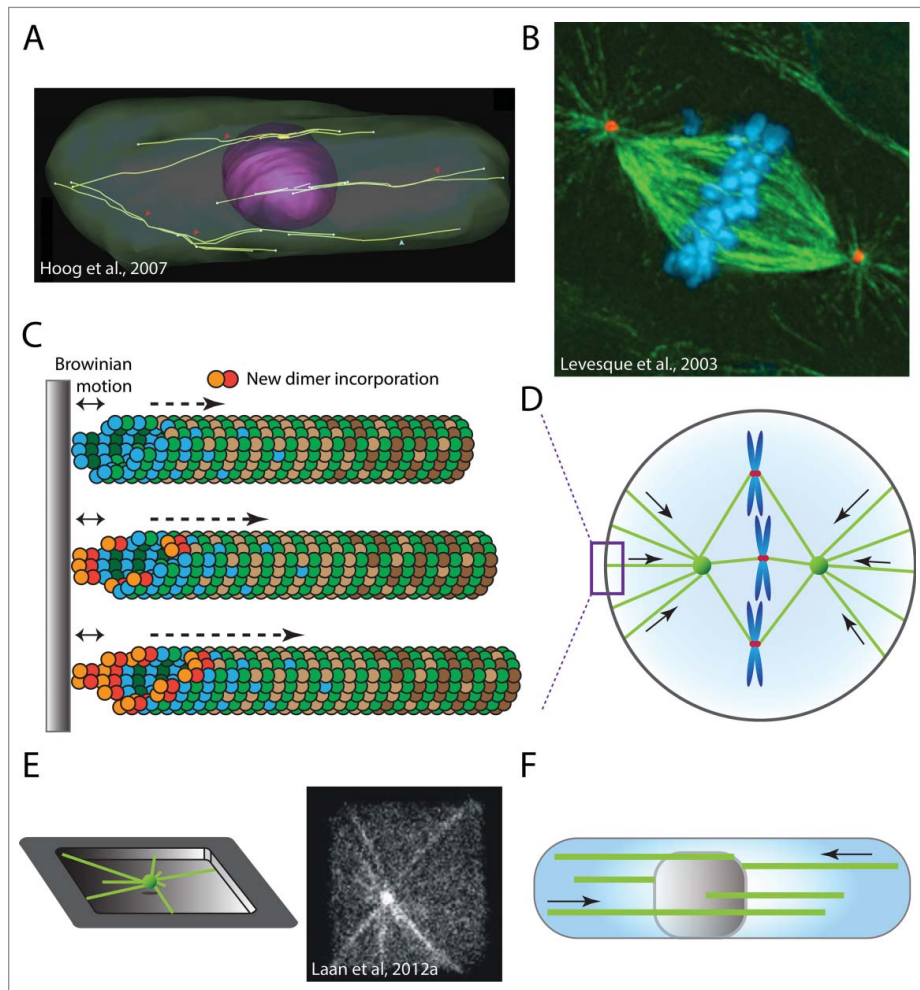 A
B
Hoog et al., 2007
Levesque et al., 2003
C
Browinian
motion
New dimer incorporation
D
E
F
Laan et al, 2012a